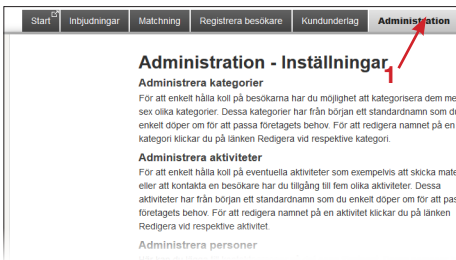 Start Inbjudningar Matchning Registrera besökare Kundunderlag Administration
1
Administration - Inställningar
Administrera kategorier
För att enkelt hålla koll på besökarna har du möjlighet att kategorisera dem
sex olika kategorier. Dessa kategorier har från början ett standardnamn som
enkelt döper om för att passa företagets behov. För att redigera namnet på en
kategori klickar du på länken Redigera vid respektive kategori.
Administrera aktiviteter
För att enkelt hålla koll på eventuella aktiviteter som exempelvis att skicka
eller att kontakta en besökare har du tillgång till fem olika aktiviteter. Dessa
aktiviteter har från början ett standardnamn som du enkelt döper om för att
företagets behov. För att redigera namnet på en aktivitet klickar du på länken
Redigera vid respektive aktivitet.
Administrera personer